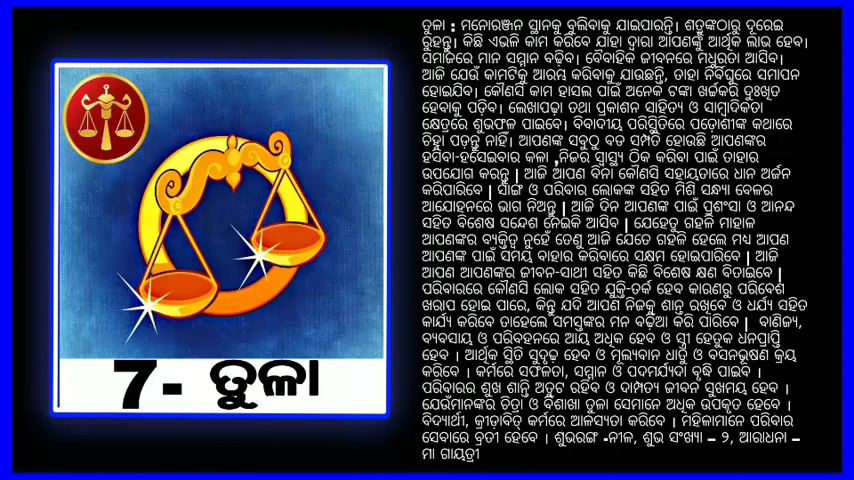 7- ତୁଳା
ତୁଳା : ମନୋରଞ୍ଜନ ସ୍ଥାନକୁ ବୁଲିବାକୁ ଯାଇପାରନ୍ତି। ଶତ୍ରୁଙ୍କଠାରୁ ଦୂରେଇ
ରୁହନ୍ତୁ। କିଛି ଏଭଳି କାମ କରିବେ ଯାହା ଦ୍ୱାରା ଆପଣଙ୍କୁ ଆର୍ଥିକ ଲାଭ ହେବ।
ସମାଜରେ ମାନ ସମ୍ମାନ ବଢ଼ିବ। ବୈବାହିକ ଜୀବନରେ ମଧୁରତା ଆସିବ।
ଆଜି ଯେଉଁ କାମଟିକୁ ଆରମ୍ଭ କରିବାକୁ ଯାଉଛନ୍ତି, ତାହା ନିର୍ବିଘ୍ନରେ ସମାପନ
ହୋଇଯିବ। କୌଣସି କାମ ହାସଲ ପାଇଁ ଅନେକ ଟଙ୍କା ଖର୍ଚ୍ଚକରି ଦୁଃଖିତ
ହେବାକୁ ପଡ଼ିବ। ଲେଖାପଢ଼ା ତଥା ପ୍ରକାଶନ ସାହିତ୍ୟ ଓ ସାମ୍ବାଦିକତା
କ୍ଷେତ୍ରରେ ଶୁଭଫଳ ପାଇବେ। ବିବାଦୀୟ ପରିସ୍ଥିତିରେ ପଡ଼ୋଶୀଙ୍କ କଥାରେ
ଚିହ୍ନା ପଡ଼ନ୍ତୁ ନାହିଁ। ଆପଣଙ୍କ ସବୁଠୁ ବଡ ସମ୍ପତି ହୋଉଛି ଆପଣଙ୍କର
ହସିବା-ହସେଇବାର କଳା ,ନିଜର ସ୍ୱାସ୍ଥ୍ୟ ଠିକ କରିବା ପାଇଁ ତାହାର
ଉପଯୋଗ କରନ୍ତୁ | ଆଜି ଆପଣ ବିନା କୌଣସି ସହାୟତାରେ ଧାନ ଅର୍ଜନ
କରିପାରିବେ | ସାଙ୍ଗ ଓ ପରିବାର ଲୋକଙ୍କ ସହିତ ମିଶି ସନ୍ଧ୍ୟା ବେଳର
ଆୟୋହନରେ ଭାଗ ନିଅନ୍ତୁ | ଆଜି ଦିନ ଆପଣଙ୍କ ପାଇଁ ପ୍ରଶଂସା ଓ ଆନନ୍ଦ
ସହିତ ବିଶେଷ ସନ୍ଦେଶ ନେଇକି ଆସିବ | ଯେହେତୁ ଗହଳି ମାହାଳ
ଆପଣଙ୍କର ବ୍ୟକ୍ତିତ୍ୱ ନୁହେଁ ତେଣୁ ଆଜି ଯେତେ ଗହଳି ହେଲେ ମଧ୍ୟ ଆପଣ
ଆପଣଙ୍କ ପାଇଁ ସମୟ ବାହାର କରିବାରେ ସକ୍ଷମ ହୋଇପାରିବେ | ଆଜି
ଆପଣ ଆପଣଙ୍କର ଜୀବନ-ସାଥୀ ସହିତ କିଛି ବିଶେଷ କ୍ଷଣ ବିତାଇବେ |
ପରିବାରରେ କୌଣସି ଲୋକ ସହିତ ଯୁକ୍ତି-ତର୍କ ହେବ କାରଣରୁ ପରିବେଶ
ଖରାପ ହୋଇ ପାରେ, କିନ୍ତୁ ଯଦି ଆପଣ ନିଜକୁ ଶାନ୍ତ ରଖିବେ ଓ ଧର୍ଯ୍ୟ ସହିତ
କାର୍ଯ୍ୟ କରିବେ ତାହେଲେ ସମସ୍ତଙ୍କର ମନ ବଢ଼ିଆ କରି ପାରିବେ | ବାଣିଜ୍ୟ,
ବ୍ୟବସାୟ ଓ ପରିବହନରେ ଆୟ ଅଧିକ ହେବ ଓ ସ୍ତ୍ରୀ ହେତୁକ ଧନପ୍ରାପ୍ତି
ହେବ । ଆର୍ଥିକ ସ୍ଥିତି ସୁଦୃଢ଼ ହେବ ଓ ମୂଲ୍ୟବାନ ଧାତୁ ଓ ବସନଭୂଷଣ କ୍ରୟ
କରିବେ । କର୍ମରେ ସଫଳତା, ସମ୍ମାନ ଓ ପଦମର୍ଯ୍ୟଦା ବୃଦ୍ଧି ପାଇବ ।
ପରିବାରର ଶୁଖ ଶାନ୍ତି ଅତୁଟ ରହିବ ଓ ଦାମ୍ପତ୍ୟ ଜୀବନ ସୁଖମୟ ହେବ ।
ଯେଉଁମାନଙ୍କର ଚିତ୍ରା ଓ ବିଶାଖା ତୁଳା ସେମାନେ ଅଧିକ ଉପକୃତ ହେବେ ।
ବିଦ୍ୟାର୍ଥୀ, କ୍ରୀଡ଼ାବିତ୍ କର୍ମରେ ଆଳସ୍ୟତା କରିବେ । ମହିଳାମାନେ ପରିବାର
ସେବାରେ ବ୍ରତୀ ହେବେ । ଶୁଭରଙ୍ଗ -ନୀଳ, ଶୁଭ ସଂଖ୍ୟା – ୨, ଆରାଧନା –
ମା ଗାୟତ୍ରୀ